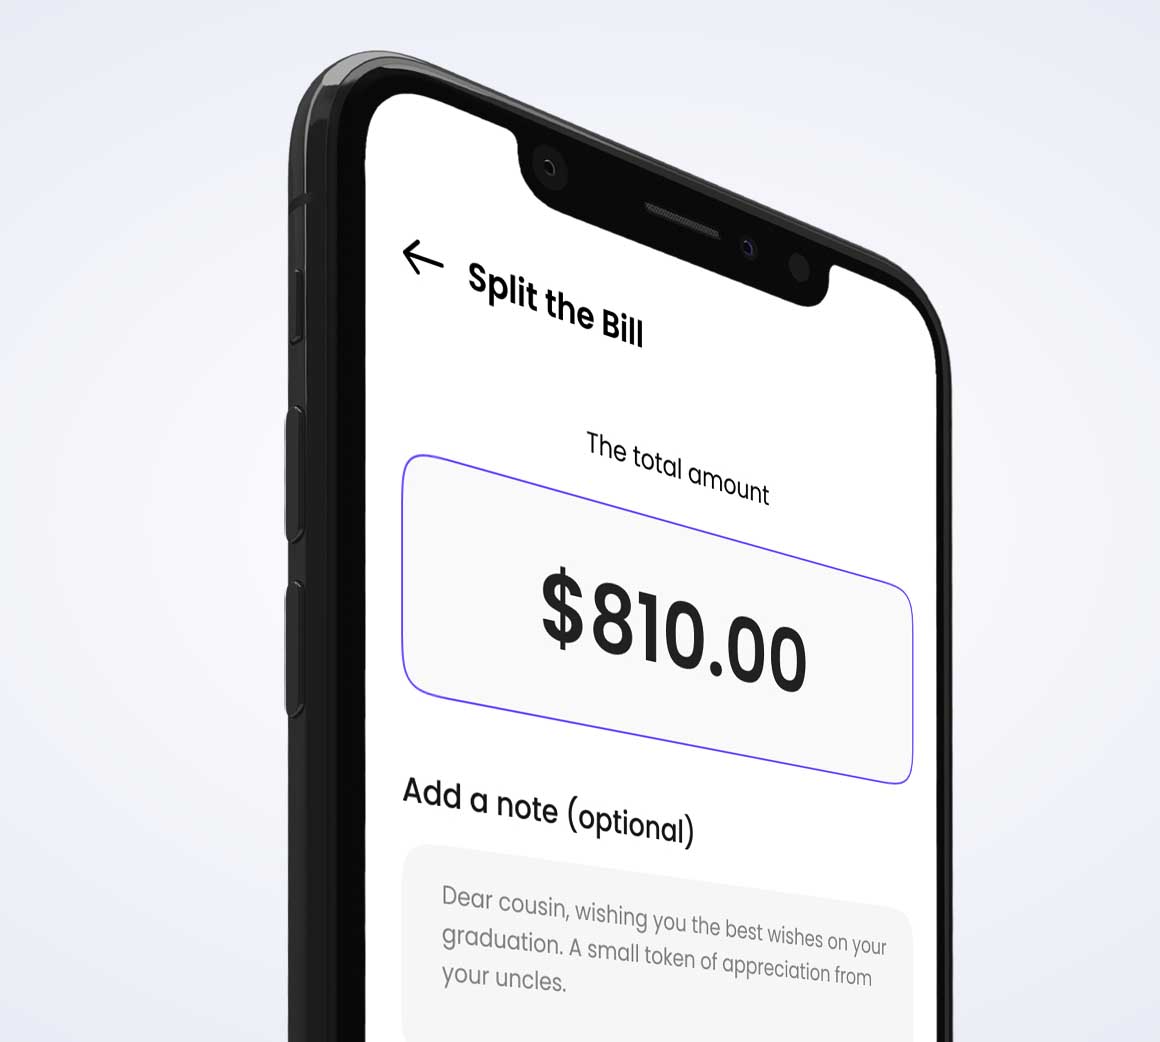 Split the Bill
The total amount
$810.00
Add a note (optional)
Dear cousin, wishing you the best wishes on your
graduation. A small token of appreciation from
your uncles.